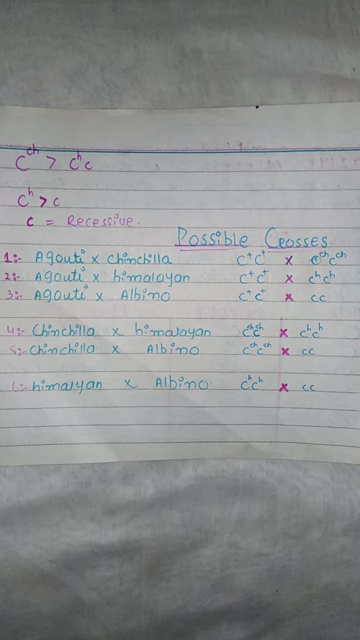 C^ch > C^h c
C^h > c
c = Recessive.
Possible Crosses.
1:- Agouti x Chinchilla C⁺C⁺ x C^ch C^ch
2:- Agouti x himalayan C⁺C⁺ x C^h C^h
3:- Agouti x Albino C⁺C⁺ x cc
4:- Chinchilla x himalayan C^ch C^ch x C^h C^h
5:- Chinchilla x Albino C^ch C^ch x cc
6:- himalyan x Albino. C^h C^h x cc